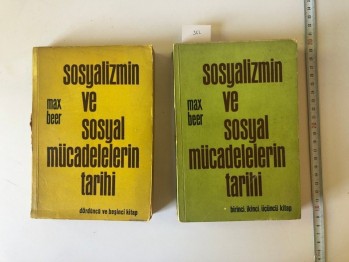 sosyalizmin
max
beer
ve
sosyal
mücadelelerin
tarihi
dördüncü ve beşinci kitap
sosyalizmin
max
beer
ve
sosyal
mücadelelerin
tarihi
birinci, ikinci, üçüncü, kitap